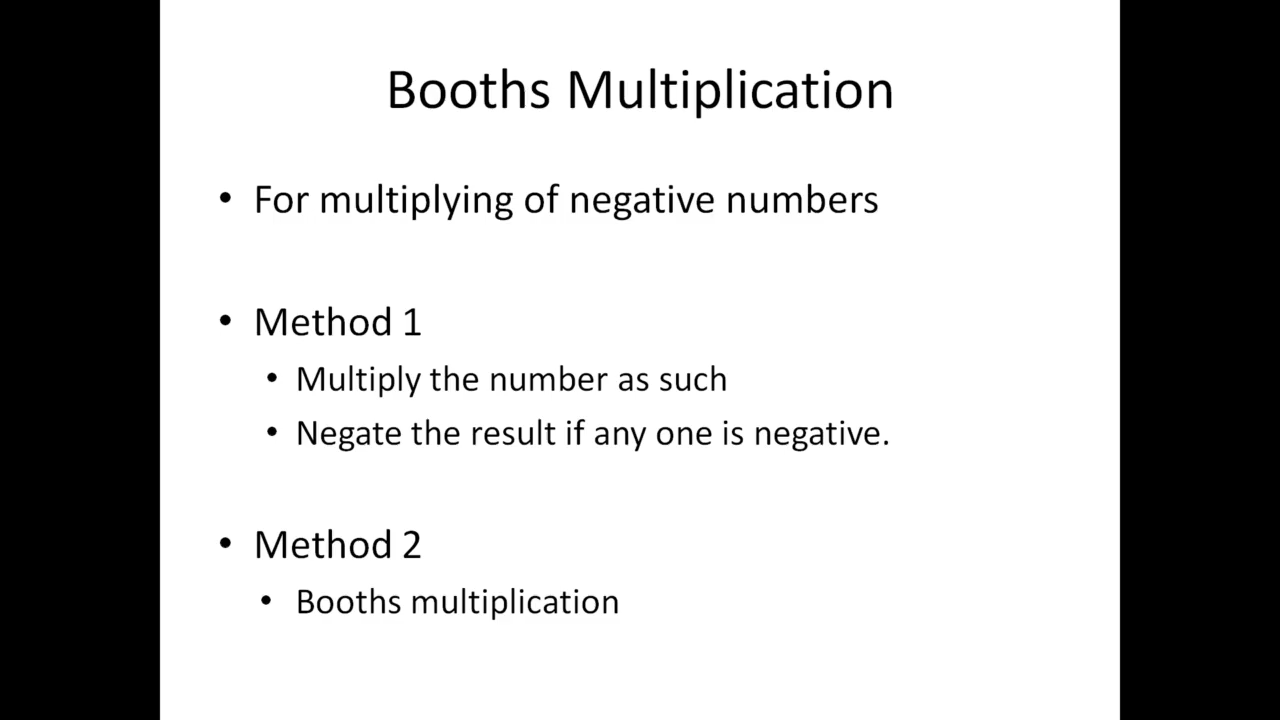 Booths Multiplication
• For multiplying of negative numbers
• Method 1
• Multiply the number as such
• Negate the result if any one is negative.
• Method 2
• Booths multiplication